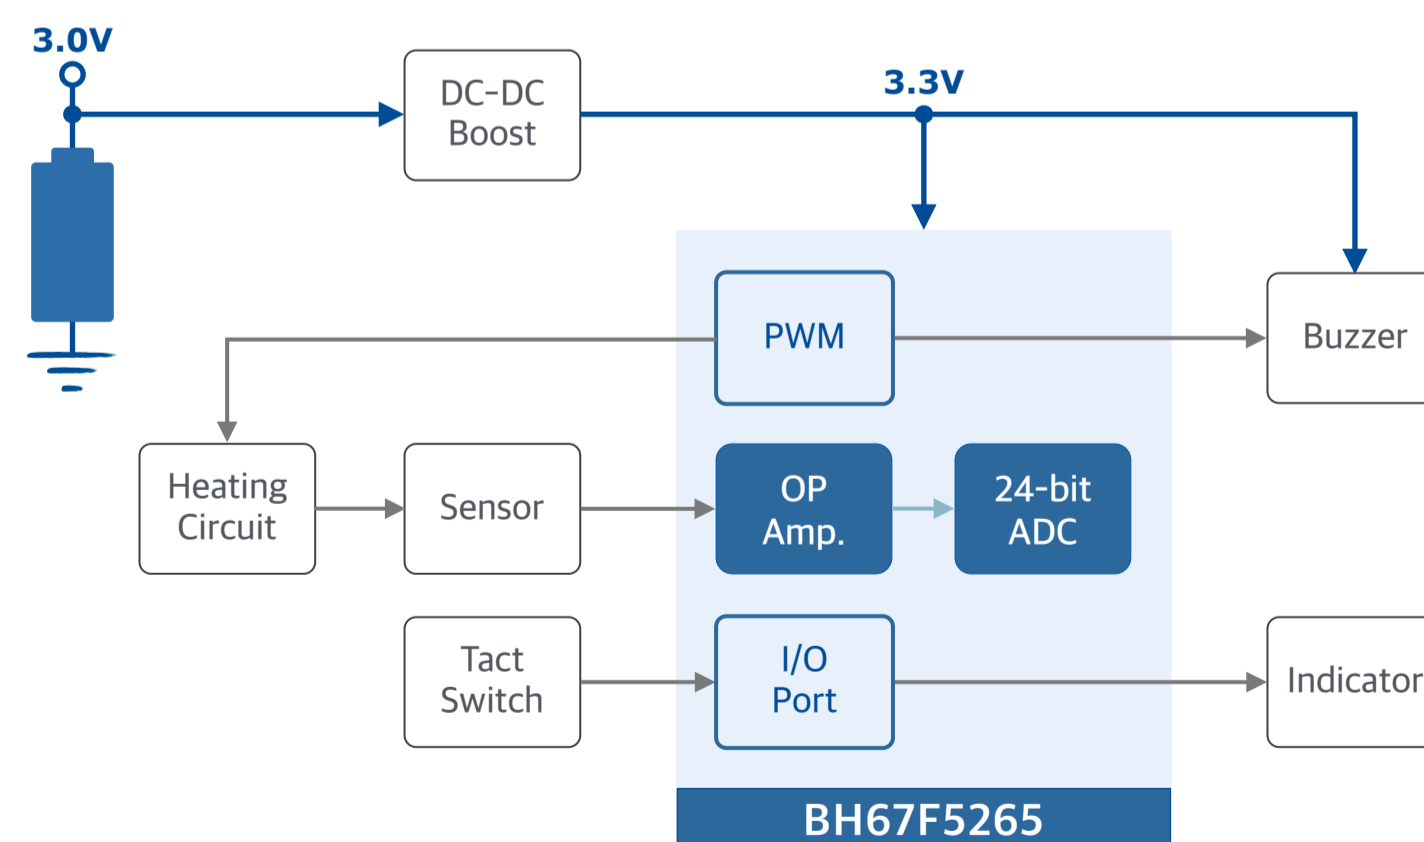 3.0V
DC-DC
Boost
3.3V
PWM
Buzzer
Heating
Circuit
Sensor
OP
Amp.
24-bit
ADC
Tact
Switch
I/O
Port
Indicator
BH67F5265